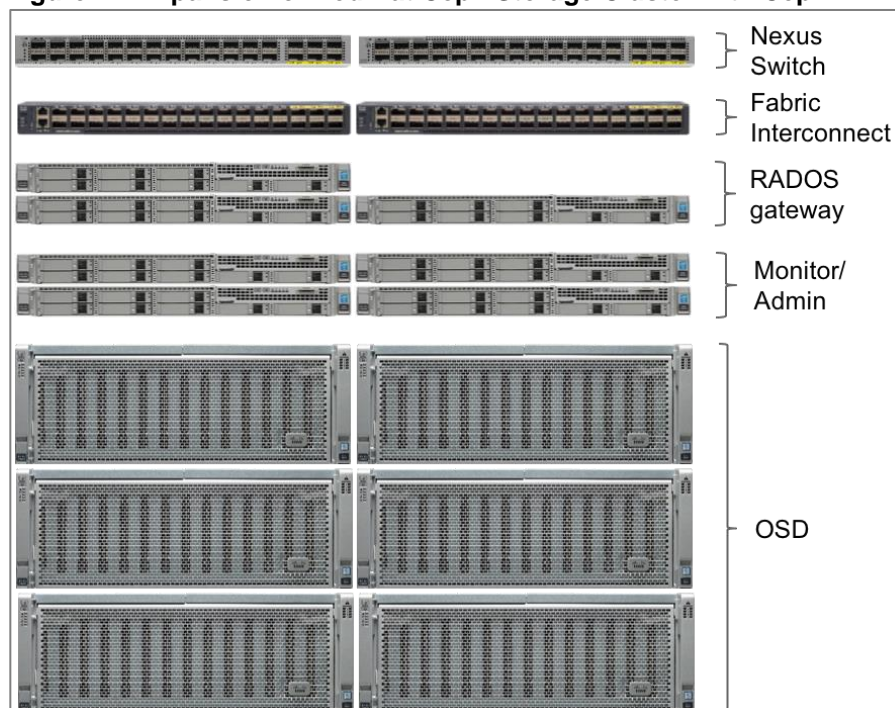 Nexus
Switch
Fabric
Interconnect
RADOS
gateway
Monitor/
Admin
OSD